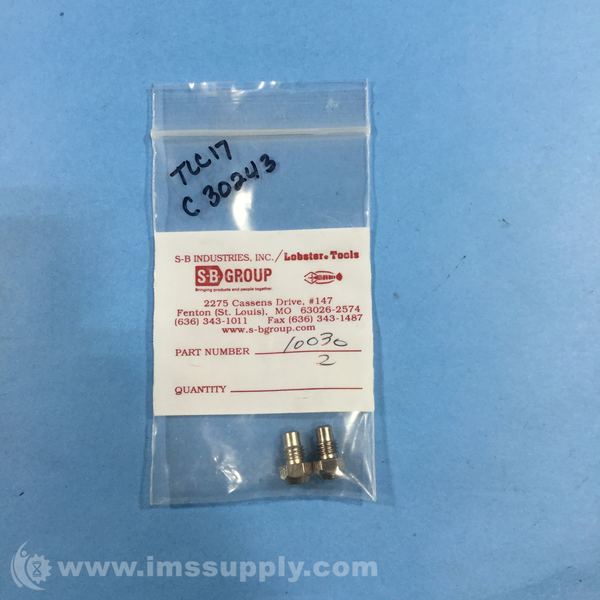 TLC17
C 30243
S-B INDUSTRIES, INC./Lobster® Tools
S-B GROUP
Bringing products and people together.
2275 Cassens Drive, #147
Fenton (St. Louis), MO 63026-2574
(636) 343-1011 Fax (636) 343-1487
www.s-bgroup.com
PART NUMBER 10030
2
QUANTITY
www.imssupply.com